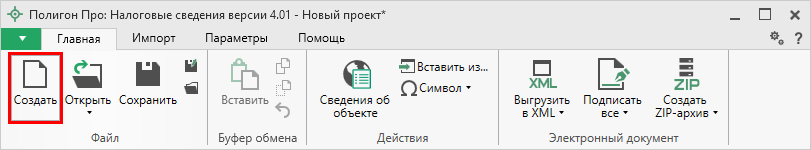 Полигон Про: Налоговые сведения версии 4.01 - Новый проект*
Главная Импорт Параметры Помощь
?
Создать Открыть Сохранить
Файл
Вставить
Буфер обмена
Сведения об
объекте
Вставить из...
Ω Символ
Действия
XML
Выгрузить
в XML
Подписать
все
ZIP
Создать
ZIP-архив
Электронный документ